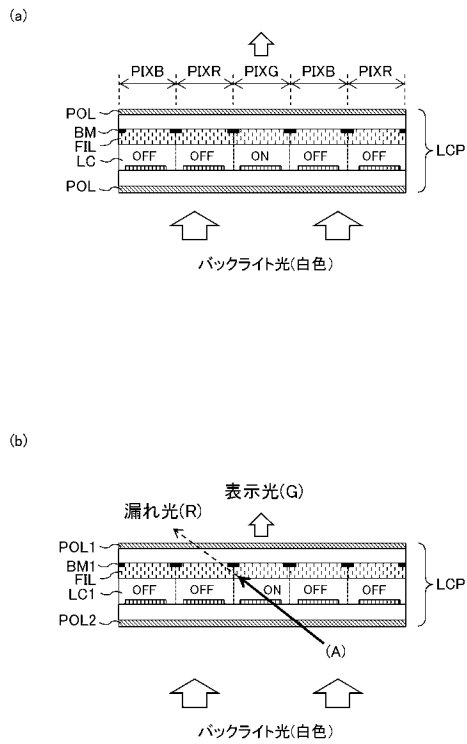 (a)
PIXB PIXR PIXG PIXB PIXR
POL
BM
FIL
LC OFF OFF ON OFF OFF
LCP
POL
バックライト光(白色)
(b)
表示光(G)
漏れ光(R)
POL1
BM1
FIL
LC1 OFF OFF ON OFF OFF
LCP
POL2
(A)
バックライト光(白色)